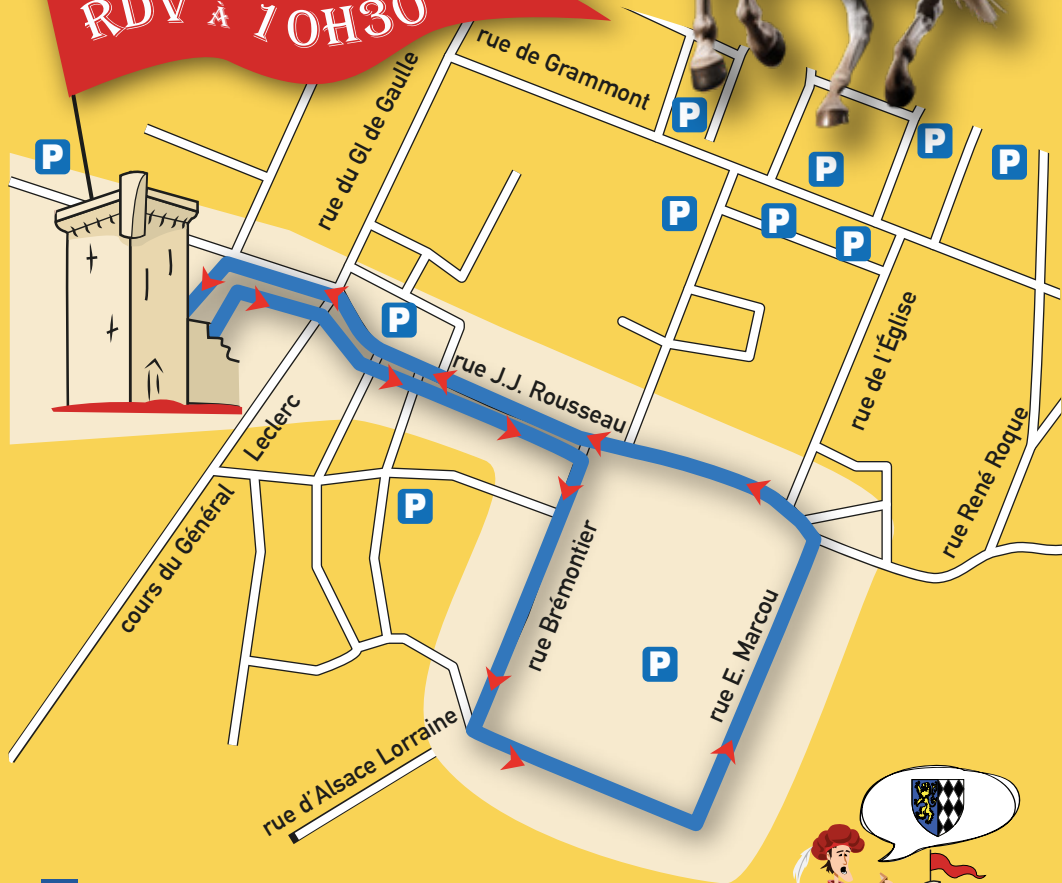 RDV À 10H30
rue de Grammont
rue du Gl de Gaulle
P
P
P
P
P
P
P
P
P
rue J.J. Rousseau
rue de l'Église
rue René Roque
cours du Général Leclerc
P
rue Brémontier
rue E. Marcou
P
rue d'Alsace Lorraine